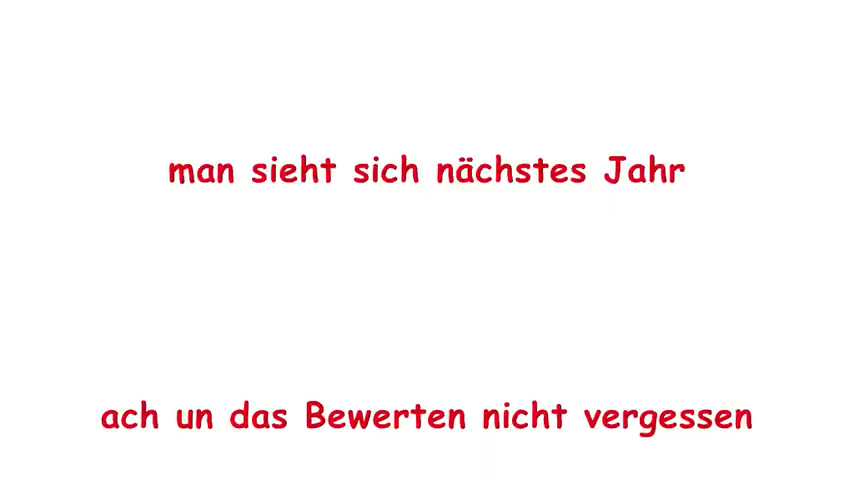 man sieht sich nächstes Jahr
ach un das Bewerten nicht vergessen